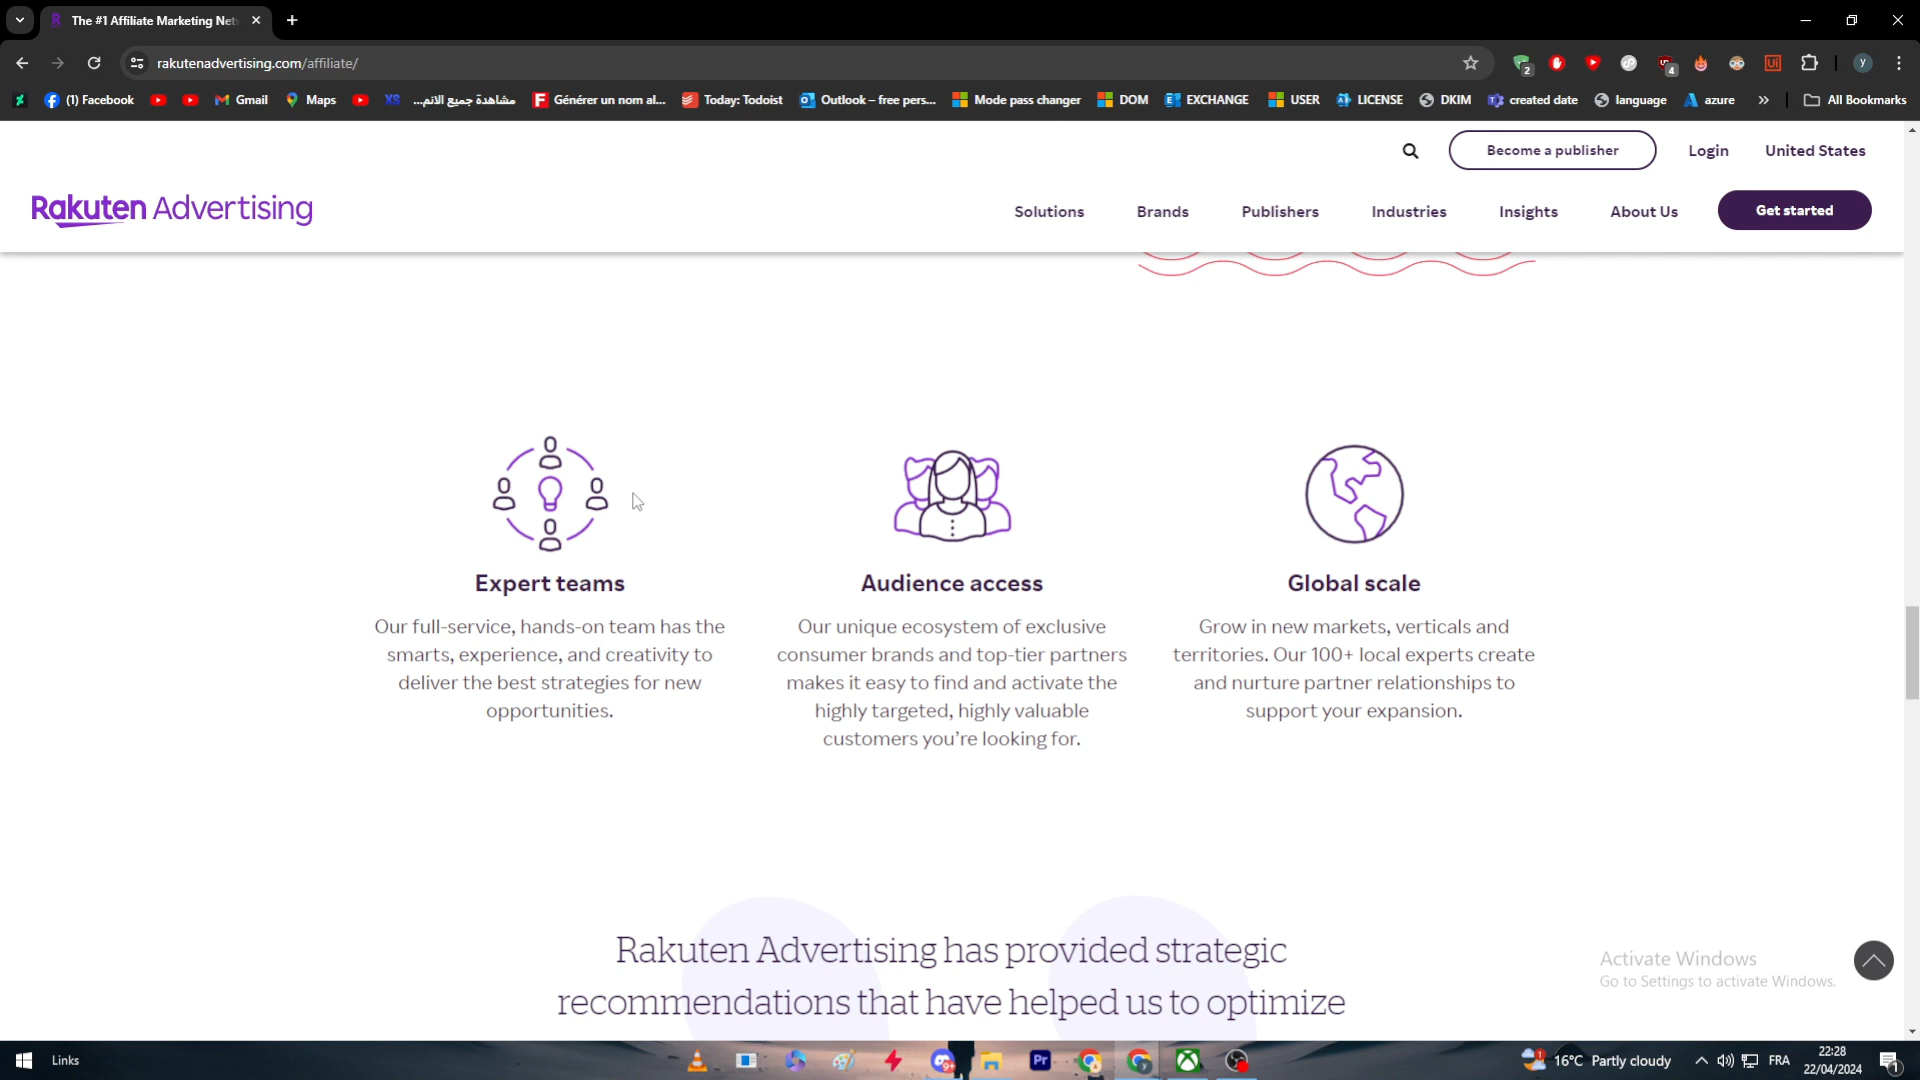 The #1 Affiliate Marketing Net
rakutenadvertising.com/affiliate/
2
4
y
(1) Facebook
Gmail
Maps
مشاهدة جميع الانم...
Générer un nom al...
Today: Todoist
Outlook – free pers...
Mode pass changer
DOM
EXCHANGE
USER
LICENSE
DKIM
created date
language
azure
All Bookmarks
Become a publisher
Login
United States
Rakuten Advertising
Solutions
Brands
Publishers
Industries
Insights
About Us
Get started
Expert teams
Our full-service, hands-on team has the
smarts, experience, and creativity to
deliver the best strategies for new
opportunities.
Audience access
Our unique ecosystem of exclusive
consumer brands and top-tier partners
makes it easy to find and activate the
highly targeted, highly valuable
customers you're looking for.
Global scale
Grow in new markets, verticals and
territories. Our 100+ local experts create
and nurture partner relationships to
support your expansion.
Rakuten Advertising has provided strategic
recommendations that have helped us to optimize
Activate Windows
Go to Settings to activate Windows.
Links
Pr
16°C Partly cloudy
FRA
22:28
22/04/2024
1